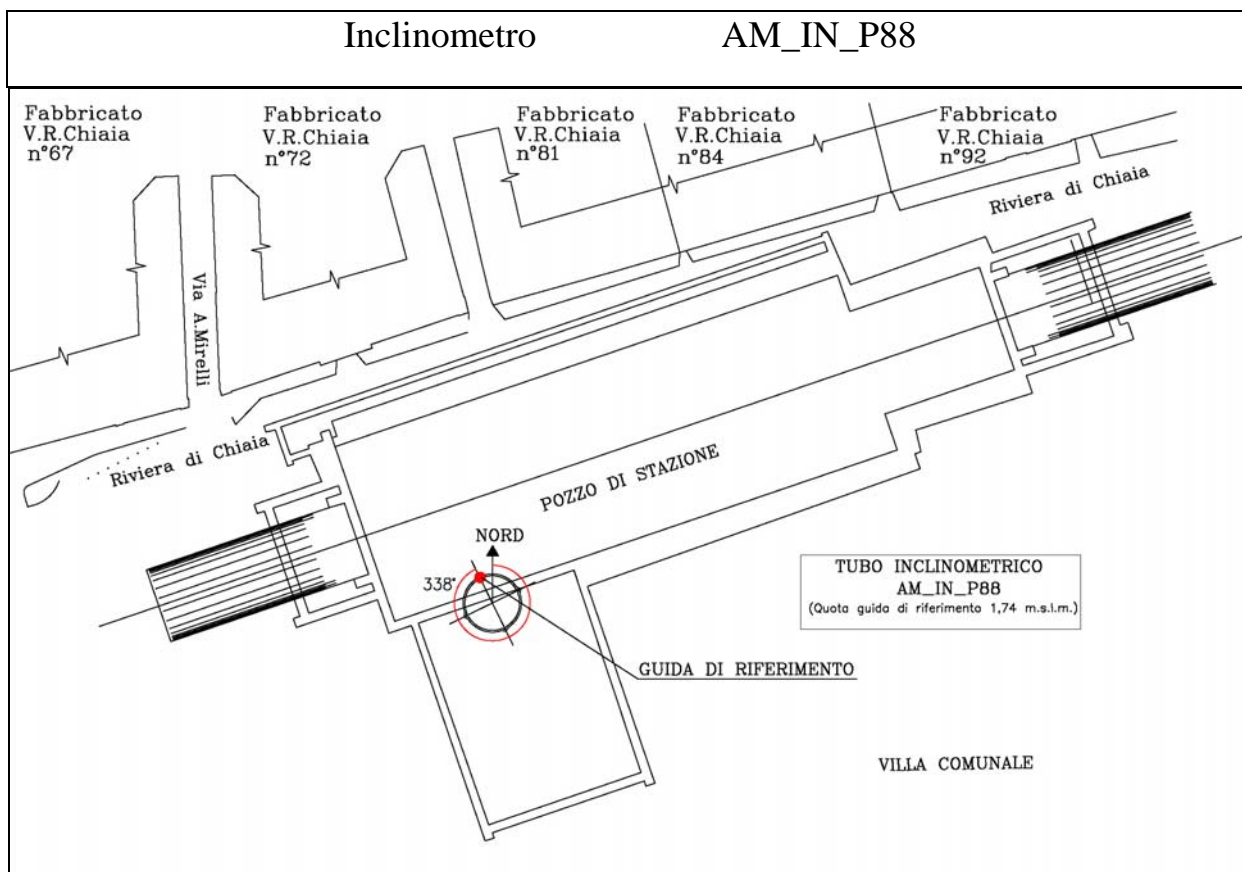 Inclinometro AM_IN_P88
Fabbricato
V.R.Chiaia
n°67
Fabbricato
V.R.Chiaia
n°72
Fabbricato
V.R.Chiaia
n°81
Fabbricato
V.R.Chiaia
n°84
Fabbricato
V.R.Chiaia
n°92
Riviera di Chiaia
Via A.Mirelli
Riviera di Chiaia
POZZO DI STAZIONE
NORD
338°
TUBO INCLINOMETRICO
AM_IN_P88
(Quota guida di riferimento 1,74 m.s.l.m.)
GUIDA DI RIFERIMENTO
VILLA COMUNALE